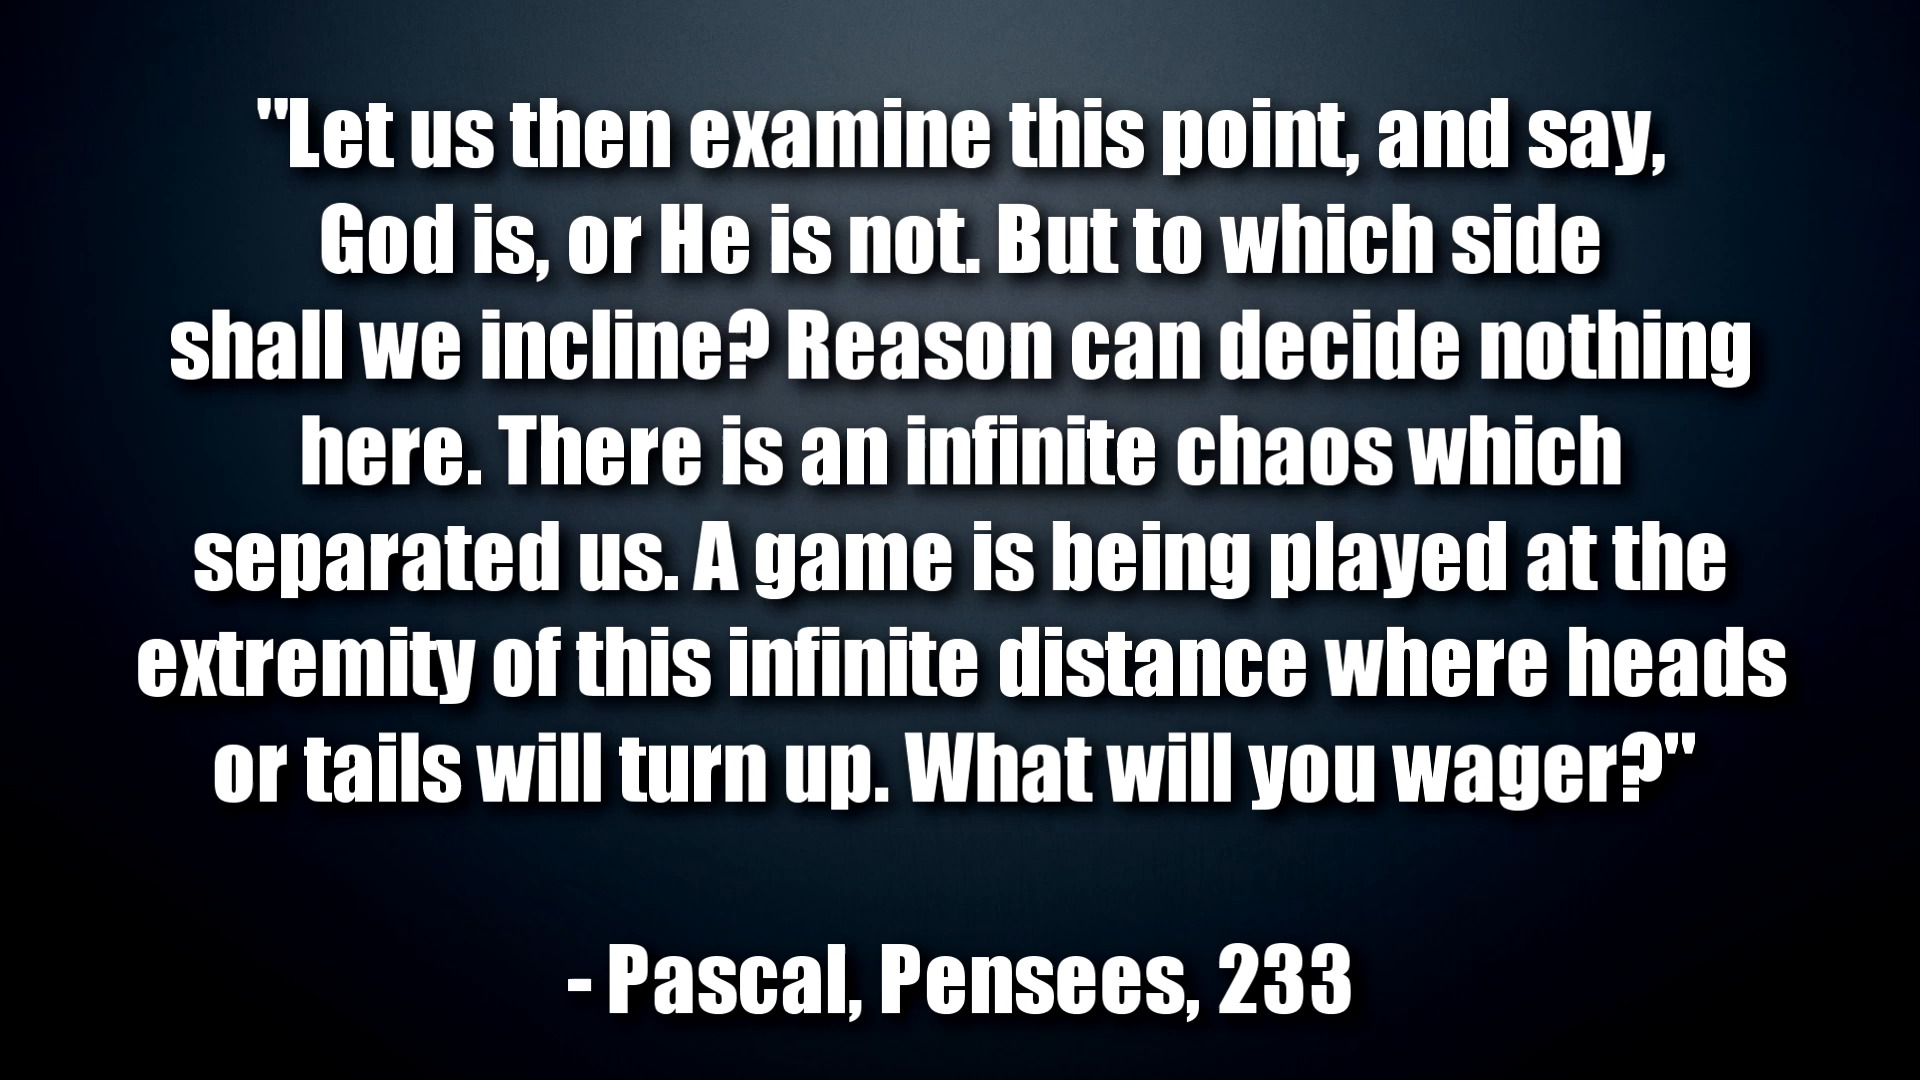 "Let us then examine this point, and say,
God is, or He is not. But to which side
shall we incline? Reason can decide nothing
here. There is an infinite chaos which
separated us. A game is being played at the
extremity of this infinite distance where heads
or tails will turn up. What will you wager?"
- Pascal, Pensees, 233